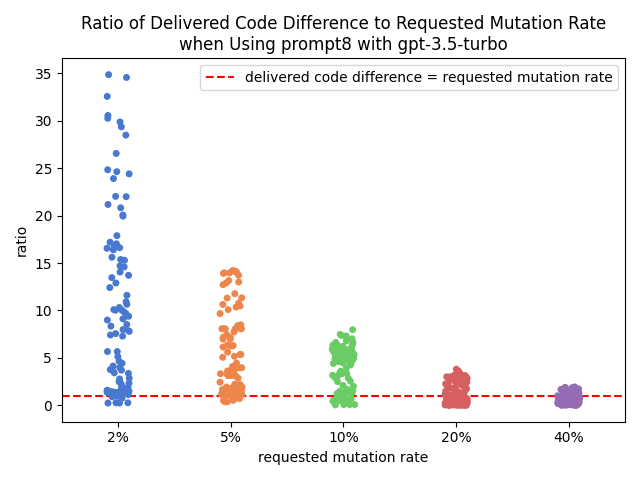 Ratio of Delivered Code Difference to Requested Mutation Rate
when Using prompt8 with gpt-3.5-turbo
delivered code difference = requested mutation rate
ratio
35
30
25
20
15
10
5
0
2% 5% 10% 20% 40%
requested mutation rate